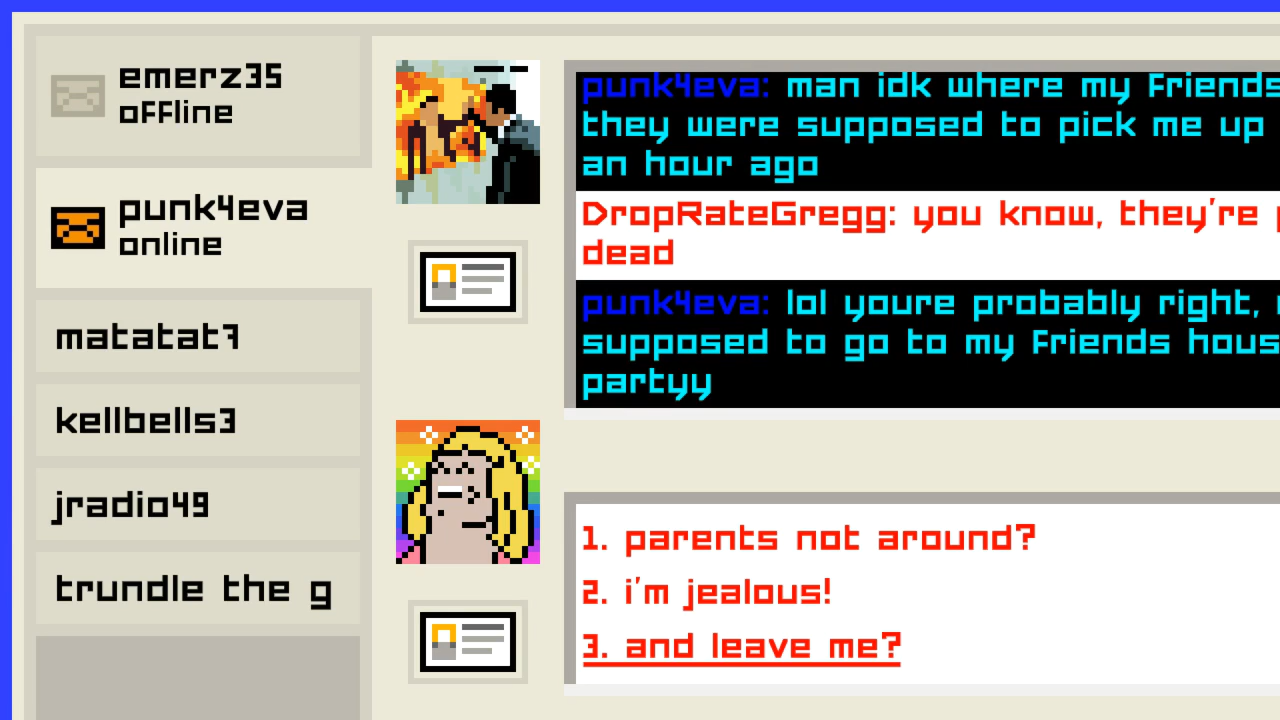 emerz35
offline
punk4eva
online
matatat7
kellbells3
jradio49
trundle the g
punk4eva: man idk where my friends
they were supposed to pick me up
an hour ago
DropRateGregg: you know, they're
dead
punk4eva: lol youre probably right,
supposed to go to my friends hous
partyy
1. parents not around?
2. i'm jealous!
3. and leave me?